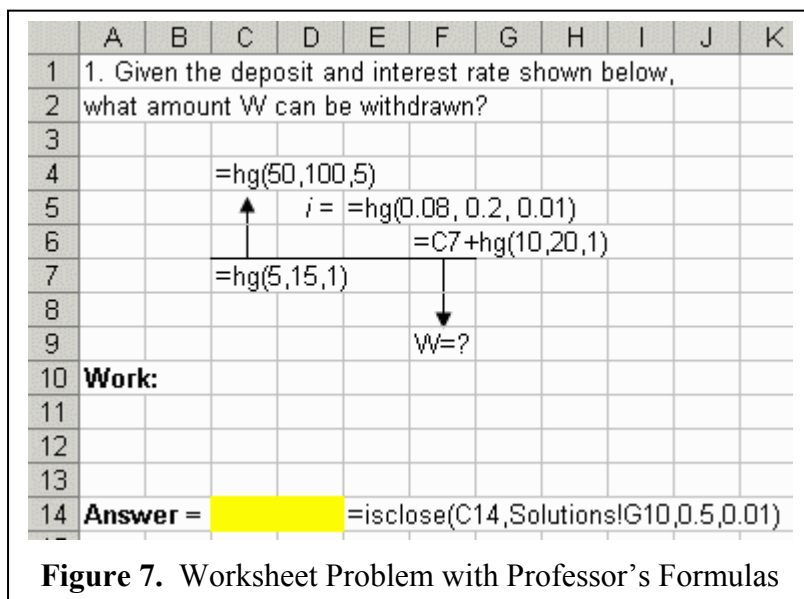 A B C D E F G H I J K
1 1. Given the deposit and interest rate shown below,
2 what amount W can be withdrawn?
3
4 =hg(50,100,5)
5 i = =hg(0.08, 0.2, 0.01)
6 =C7+hg(10,20,1)
7 =hg(5,15,1)
8
9 W=?
10 Work:
11
12
13
14 Answer = =isclose(C14,Solutions!G10,0.5,0.01)
Figure 7. Worksheet Problem with Professor's Formulas